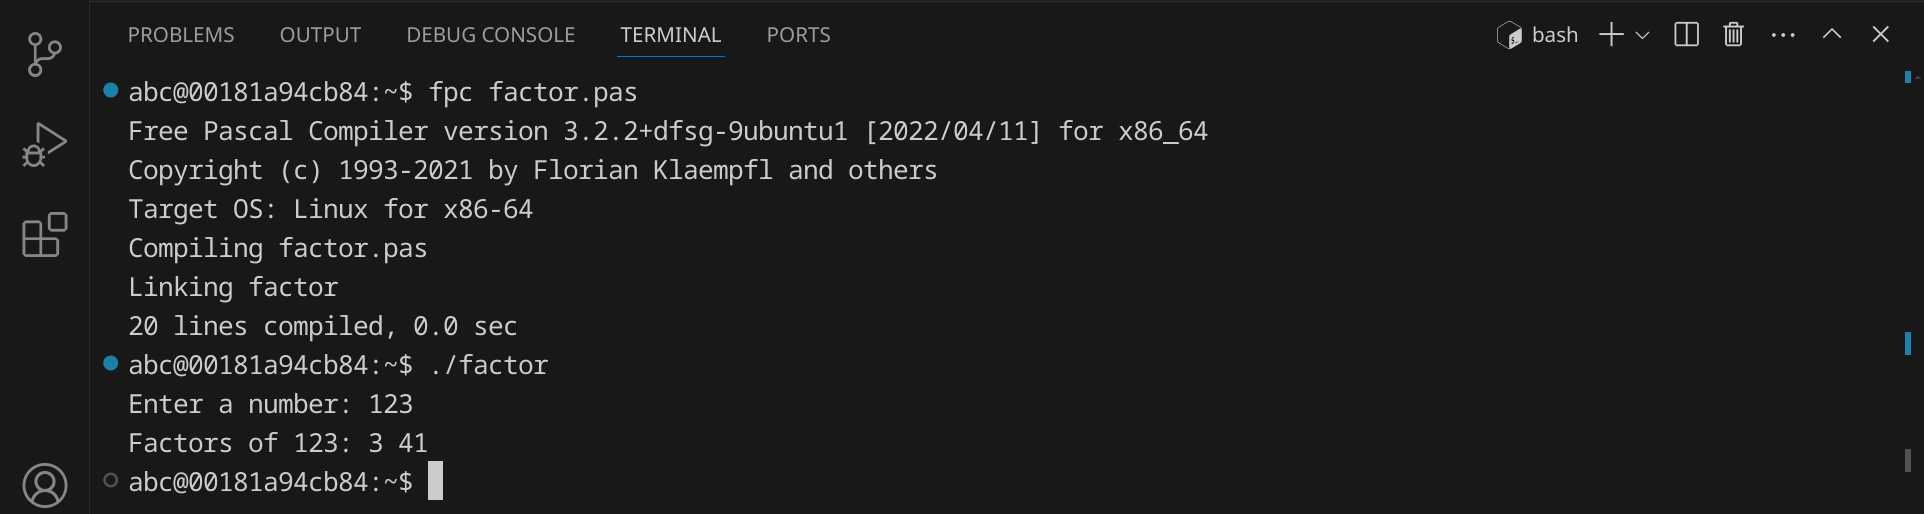 PROBLEMS OUTPUT DEBUG CONSOLE TERMINAL PORTS bash
abc@00181a94cb84:~$ fpc factor.pas
Free Pascal Compiler version 3.2.2+dfsg-9ubuntu1 [2022/04/11] for x86_64
Copyright (c) 1993-2021 by Florian Klaempfl and others
Target OS: Linux for x86-64
Compiling factor.pas
Linking factor
20 lines compiled, 0.0 sec
abc@00181a94cb84:~$ ./factor
Enter a number: 123
Factors of 123: 3 41
abc@00181a94cb84:~$